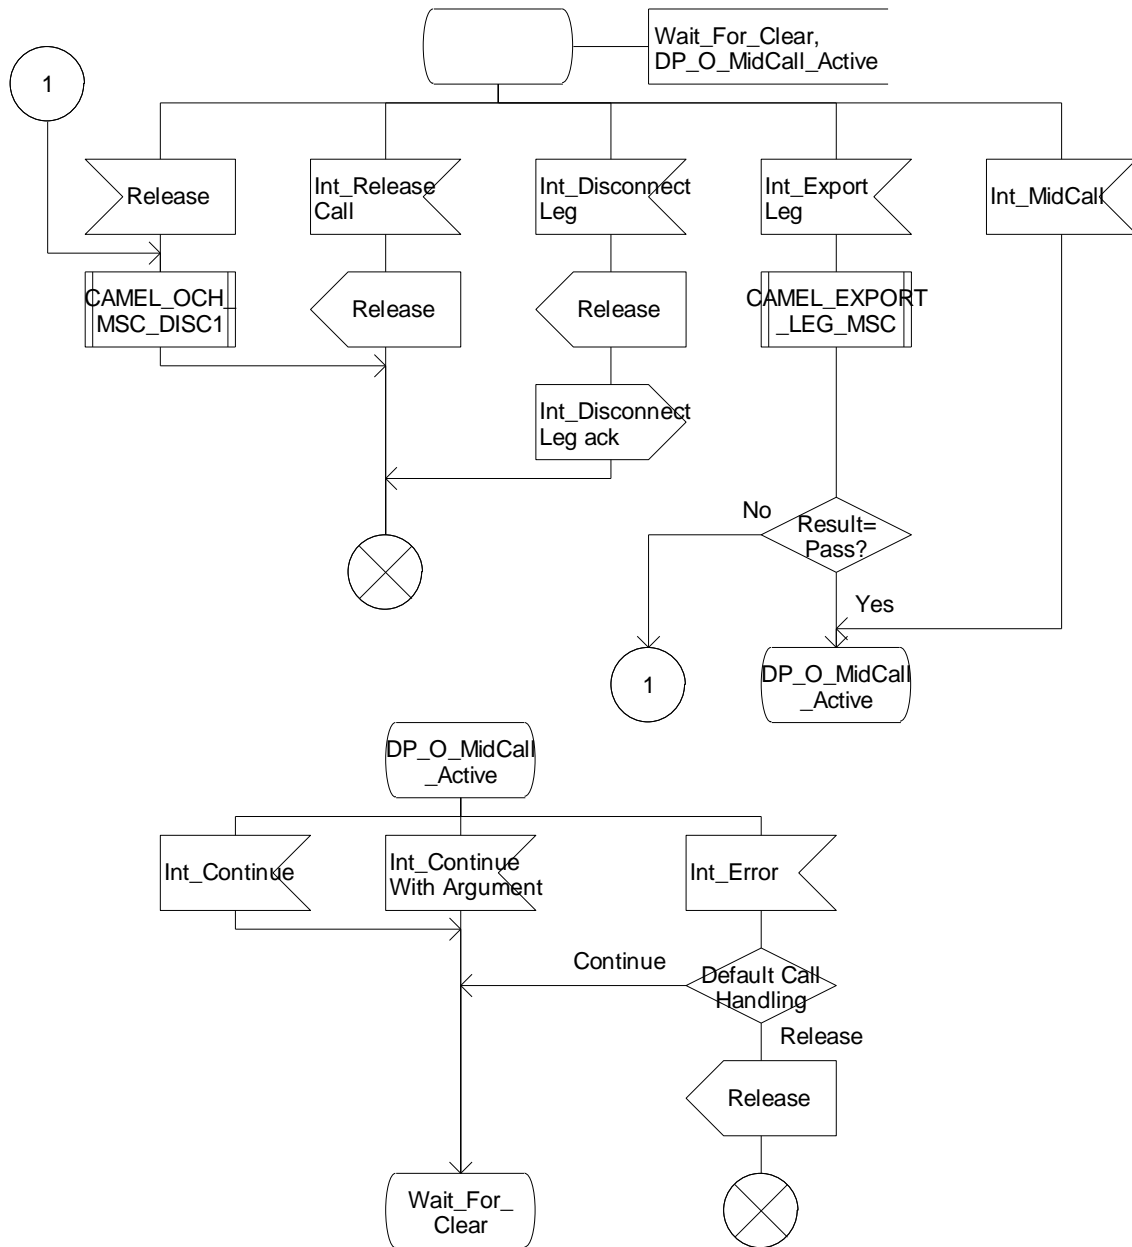 Wait_For_Clear,
DP_O_MidCall_Active
1
Release
Int_Release
Call
Int_Disconnect
Leg
Int_Export
Leg
Int_MidCall
CAMEL_OCH_
MSC_DISC1
Release
Release
CAMEL_EXPORT
_LEG_MSC
Int_Disconnect
Leg ack
No
Result=
Pass?
Yes
1
DP_O_MidCall
_Active
DP_O_MidCall
_Active
Int_Continue
Int_Continue
With Argument
Int_Error
Continue
Default Call
Handling
Release
Release
Wait_For_
Clear